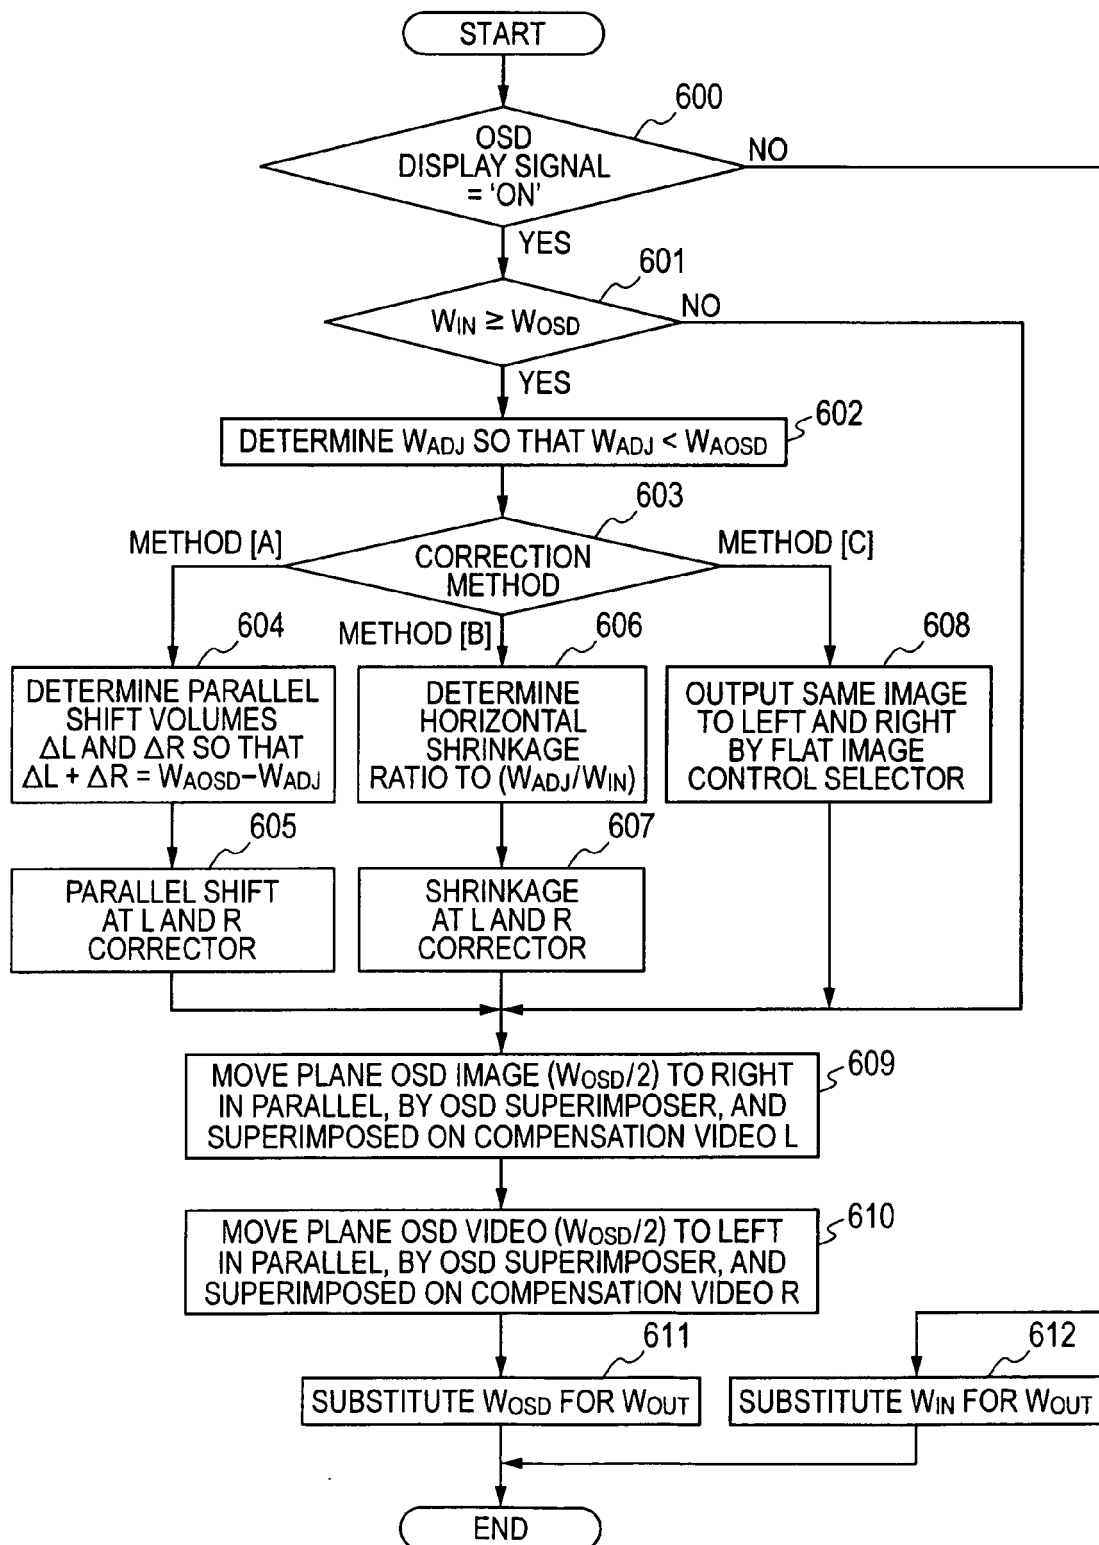 START
600
OSD
DISPLAY SIGNAL
= ‘ON’
NO
YES
601
WIN ≥ WOSD
NO
YES
602
DETERMINE WADJ SO THAT WADJ < WAOSD
603
CORRECTION
METHOD
METHOD [A]
METHOD [B]
METHOD [C]
604
DETERMINE PARALLEL
SHIFT VOLUMES
ΔL AND ΔR SO THAT
ΔL + ΔR = WAOSD–WADJ
606
DETERMINE
HORIZONTAL
SHRINKAGE
RATIO TO (WADJ/WIN)
608
OUTPUT SAME IMAGE
TO LEFT AND RIGHT
BY FLAT IMAGE
CONTROL SELECTOR
605
PARALLEL SHIFT
AT L AND R
CORRECTOR
607
SHRINKAGE
AT L AND R
CORRECTOR
609
MOVE PLANE OSD IMAGE (WOSD/2) TO RIGHT
IN PARALLEL, BY OSD SUPERIMPOSER, AND
SUPERIMPOSED ON COMPENSATION VIDEO L
610
MOVE PLANE OSD VIDEO (WOSD/2) TO LEFT
IN PARALLEL, BY OSD SUPERIMPOSER, AND
SUPERIMPOSED ON COMPENSATION VIDEO R
611
SUBSTITUTE WOSD FOR WOUT
612
SUBSTITUTE WIN FOR WOUT
END